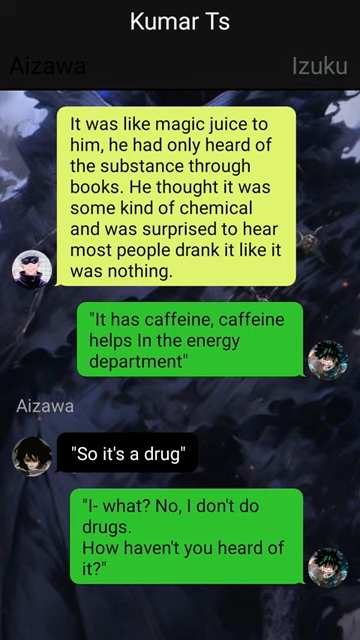 Kumar Ts
Aizawa
Izuku
It was like magic juice to
him, he had only heard of
the substance through
books. He thought it was
some kind of chemical
and was surprised to hear
most people drank it like it
was nothing.
"It has caffeine, caffeine
helps In the energy
department"
Aizawa
"So it's a drug"
"I- what? No, I don't do
drugs.
How haven't you heard of
it?"